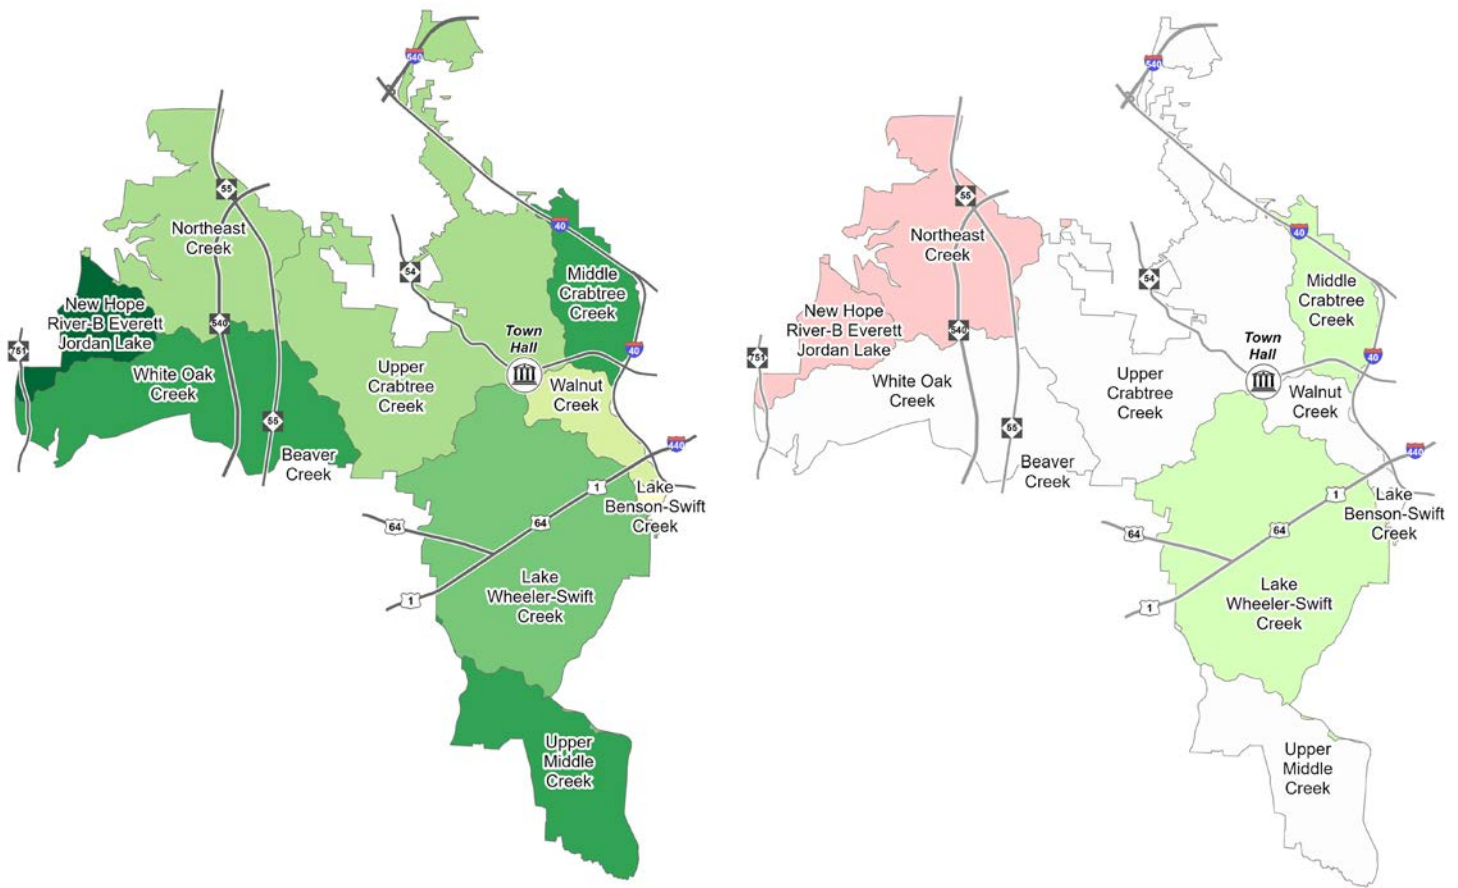 540
55
40
Northeast
Creek
54
Middle
Crabtree
Creek
New Hope
River-B Everett
Jordan Lake
540
751
Town
Hall
40
White Oak
Creek
Upper
Crabtree
Creek
Walnut
Creek
55
Beaver
Creek
440
1
Lake
Benson-Swift
Creek
64
64
Lake
Wheeler-Swift
Creek
1
Upper
Middle
Creek
540
55
40
Northeast
Creek
54
Middle
Crabtree
Creek
New Hope
River-B Everett
Jordan Lake
540
751
Town
Hall
40
White Oak
Creek
Upper
Crabtree
Creek
Walnut
Creek
55
Beaver
Creek
440
1
Lake
Benson-Swift
Creek
64
64
Lake
Wheeler-Swift
Creek
1
Upper
Middle
Creek